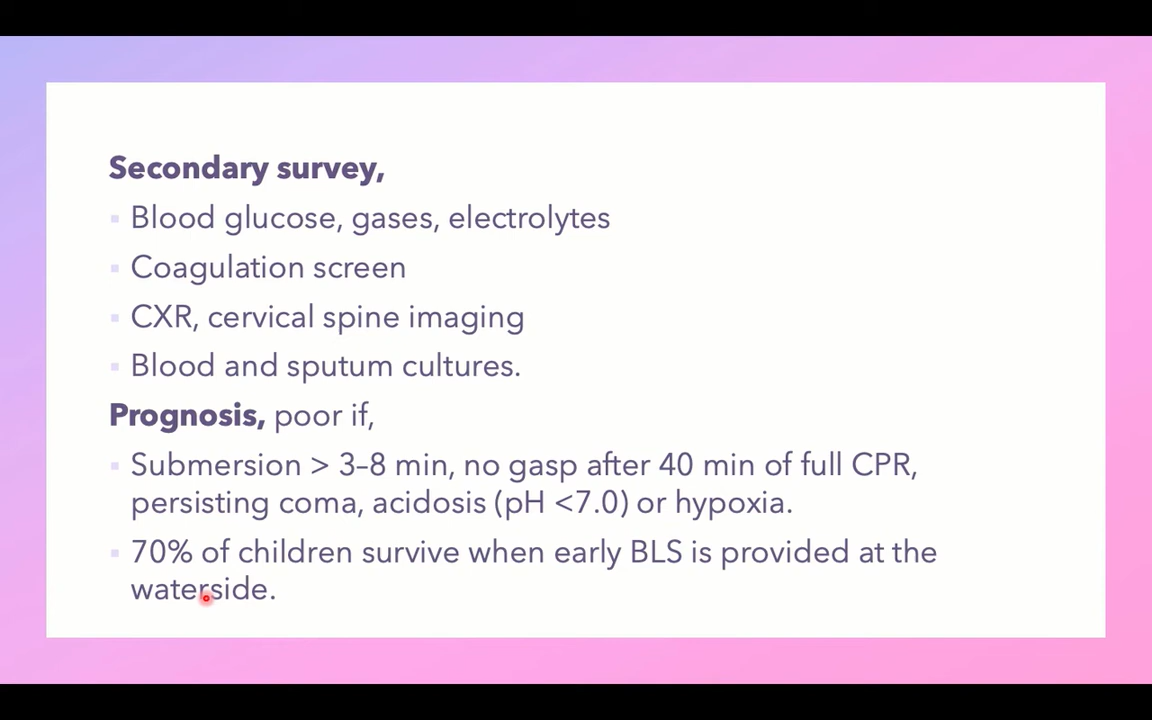 Secondary survey,
▪ Blood glucose, gases, electrolytes
▪ Coagulation screen
▪ CXR, cervical spine imaging
▪ Blood and sputum cultures.
Prognosis, poor if,
▪ Submersion > 3–8 min, no gasp after 40 min of full CPR,
persisting coma, acidosis (pH <7.0) or hypoxia.
▪ 70% of children survive when early BLS is provided at the
waterside.